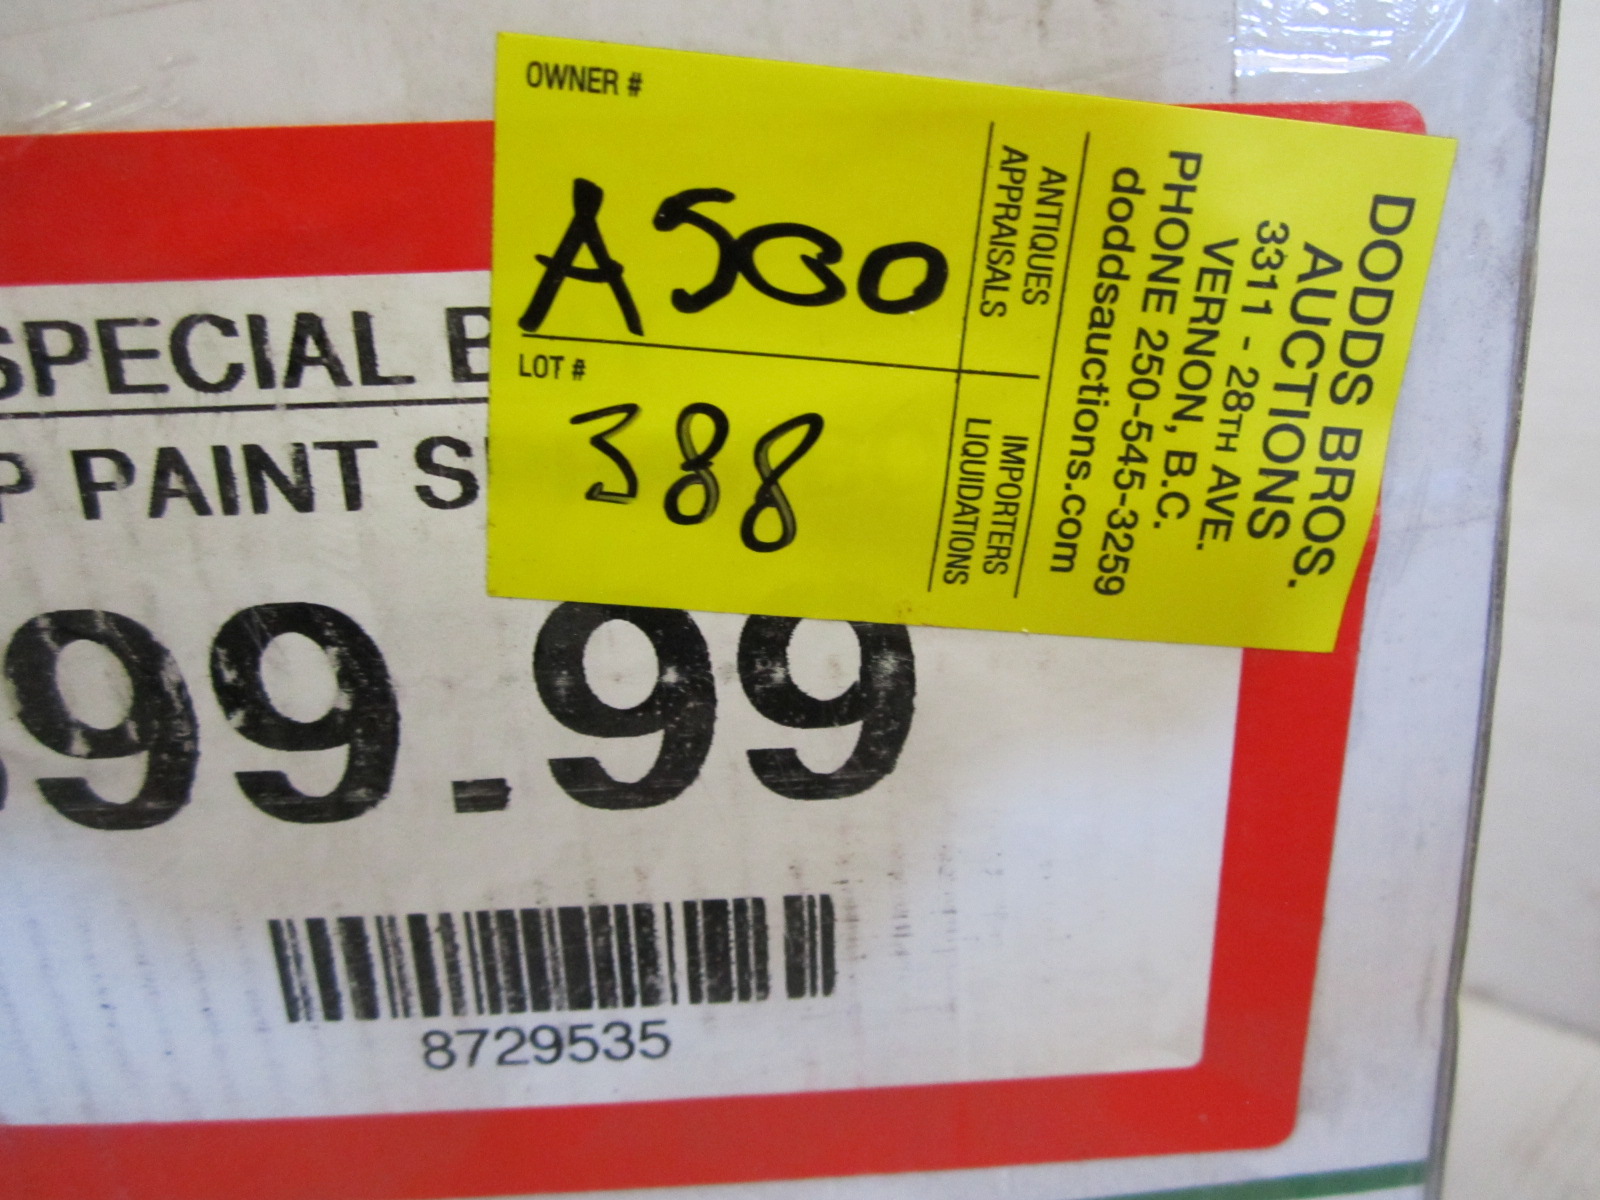 OWNER #
A500
LOT #
388
ANTIQUES
APPRAISALS
IMPORTERS
LIQUIDATIONS
DODDS BROS.
AUCTIONS
3311 - 28TH AVE.
VERNON, B.C.
PHONE 250-545-3259
doddsauctions.com
SPECIAL B
P PAINT S
99.99
8729535